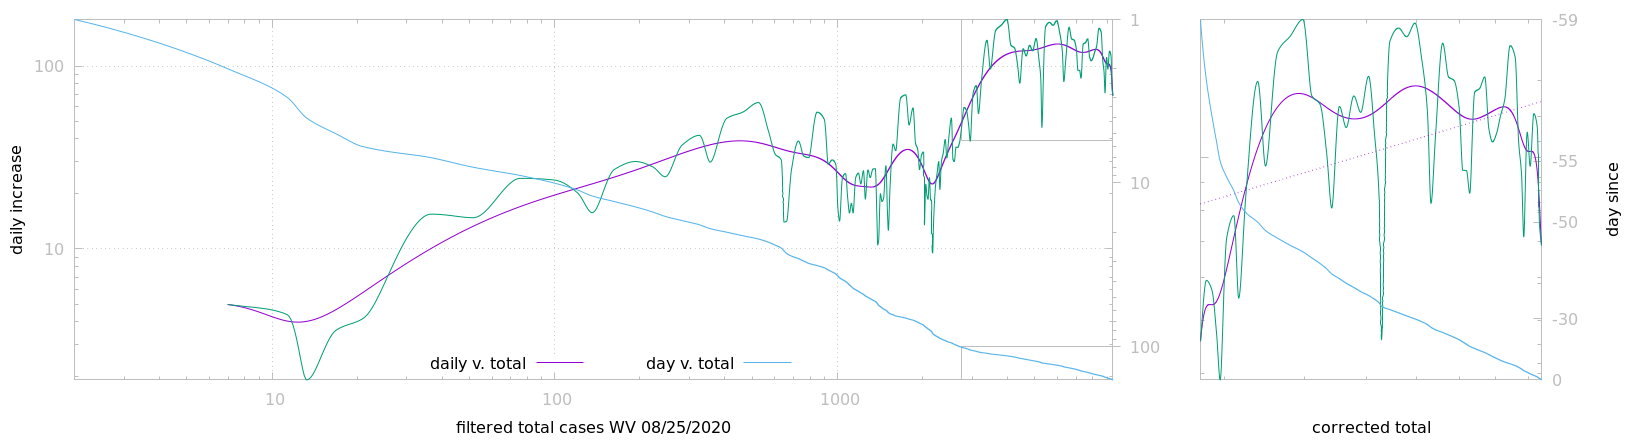 100
10
daily increase
daily v. total
day v. total
10
100
1000
filtered total cases WV 08/25/2020
1
10
100
-59
-55
-50
-30
0
day since
corrected total